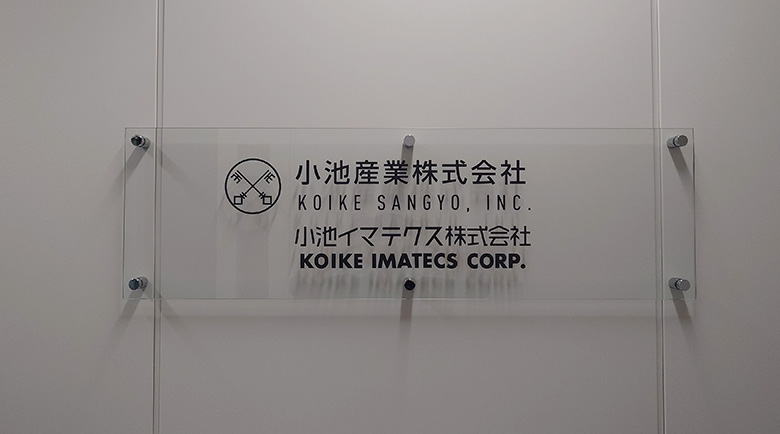 小池産業株式会社
KOIKE SANGYO, INC.
小池イマテクス株式会社
KOIKE IMATECS CORP.